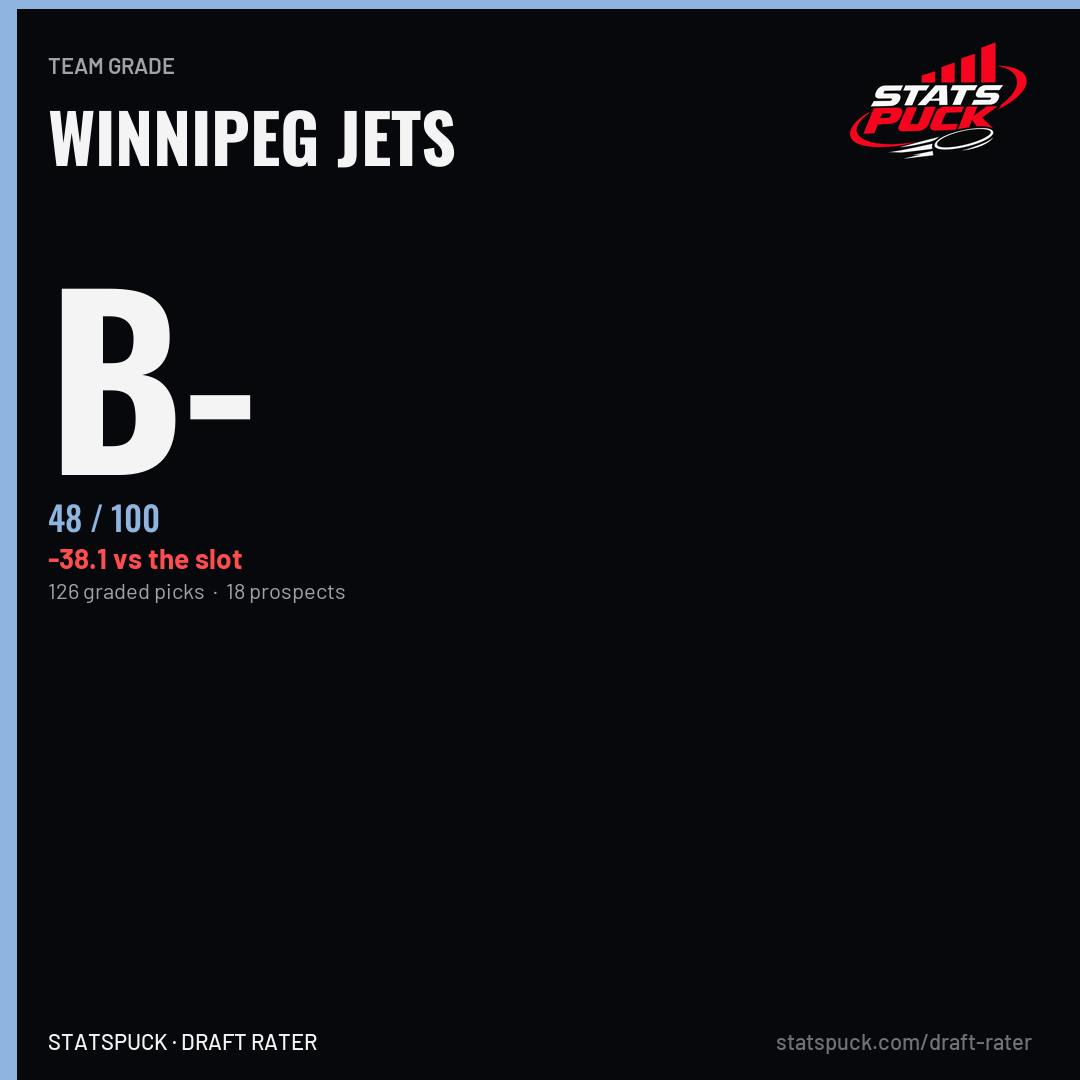 TEAM GRADE
WINNIPEG JETS
STATS
PUCK
B-
48 / 100
-38.1 vs the slot
126 graded picks · 18 prospects
STATSPUCK · DRAFT RATER
statspuck.com/draft-rater